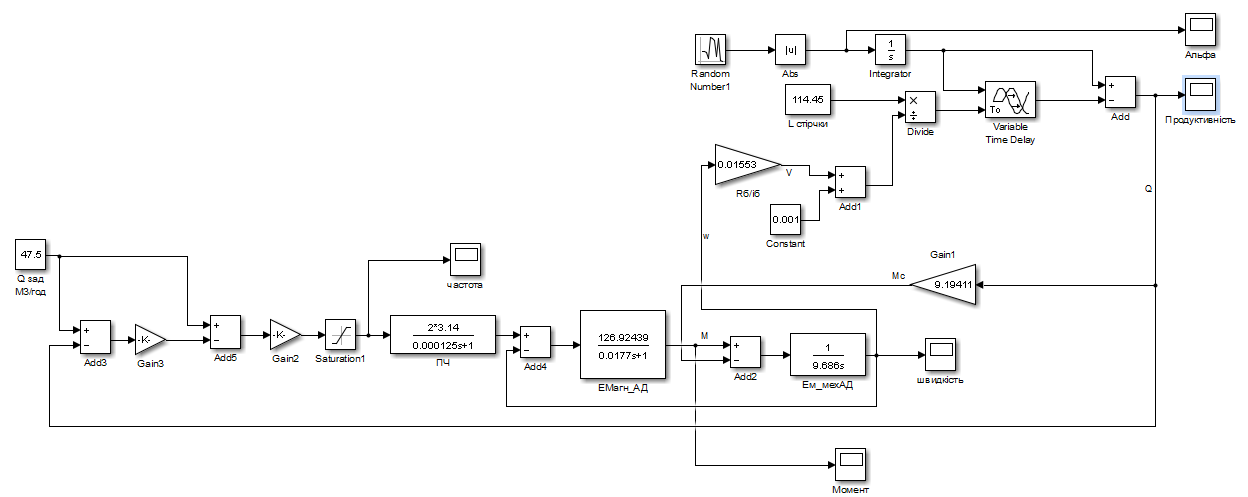 Альфа
Random
Number1
|u|
Abs
1
s
Integrator
114.45
L стірчки
×
÷
Divide
To
Variable
Time Delay
+
−
Add
Продуктивність
0.01553
Rб/iб
V
+
+
Add1
0.001
Constant
Q
w
47.5
Q зад
М3/год
частота
Gain1
9.19411
Mc
+
−
Add3
-K-
Gain3
+
−
Add5
-K-
Gain2
Saturation1
2*3.14
0.000125s+1
ПЧ
+
−
Add4
126.92439
0.0177s+1
ЕМагн_АД
M
+
−
Add2
1
9.686s
Ем_мехАД
швидкість
Момент